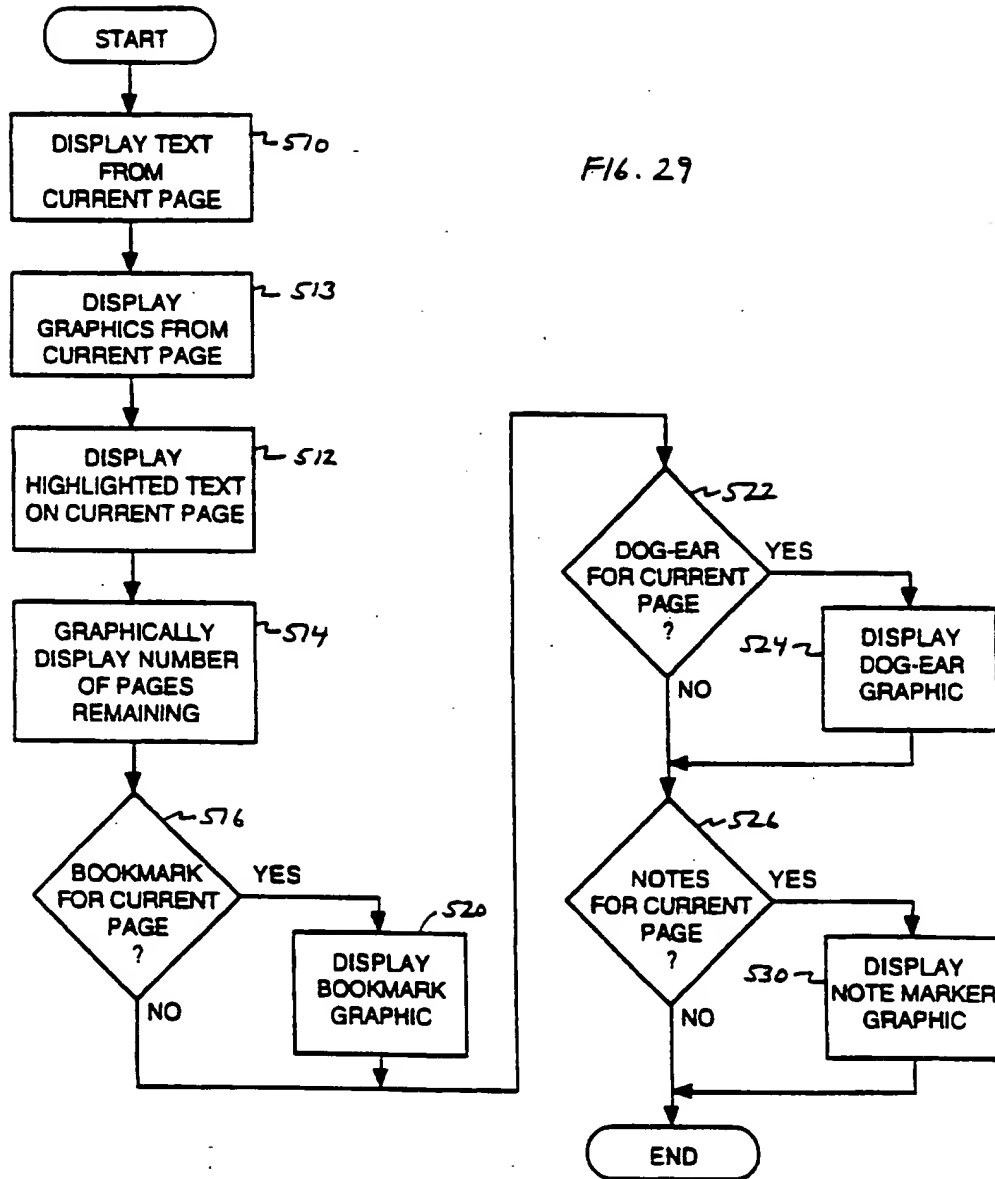 START
DISPLAY TEXT
FROM
CURRENT PAGE
510
FIG. 29
DISPLAY
GRAPHICS FROM
CURRENT PAGE
513
DISPLAY
HIGHLIGHTED TEXT
ON CURRENT PAGE
512
GRAPHICALLY
DISPLAY NUMBER
OF PAGES
REMAINING
514
BOOKMARK
FOR CURRENT
PAGE
?
516
YES
NO
DISPLAY
BOOKMARK
GRAPHIC
520
DOG-EAR
FOR CURRENT
PAGE
?
522
YES
NO
524
DISPLAY
DOG-EAR
GRAPHIC
NOTES
FOR CURRENT
PAGE
?
526
YES
NO
530
DISPLAY
NOTE MARKER
GRAPHIC
END